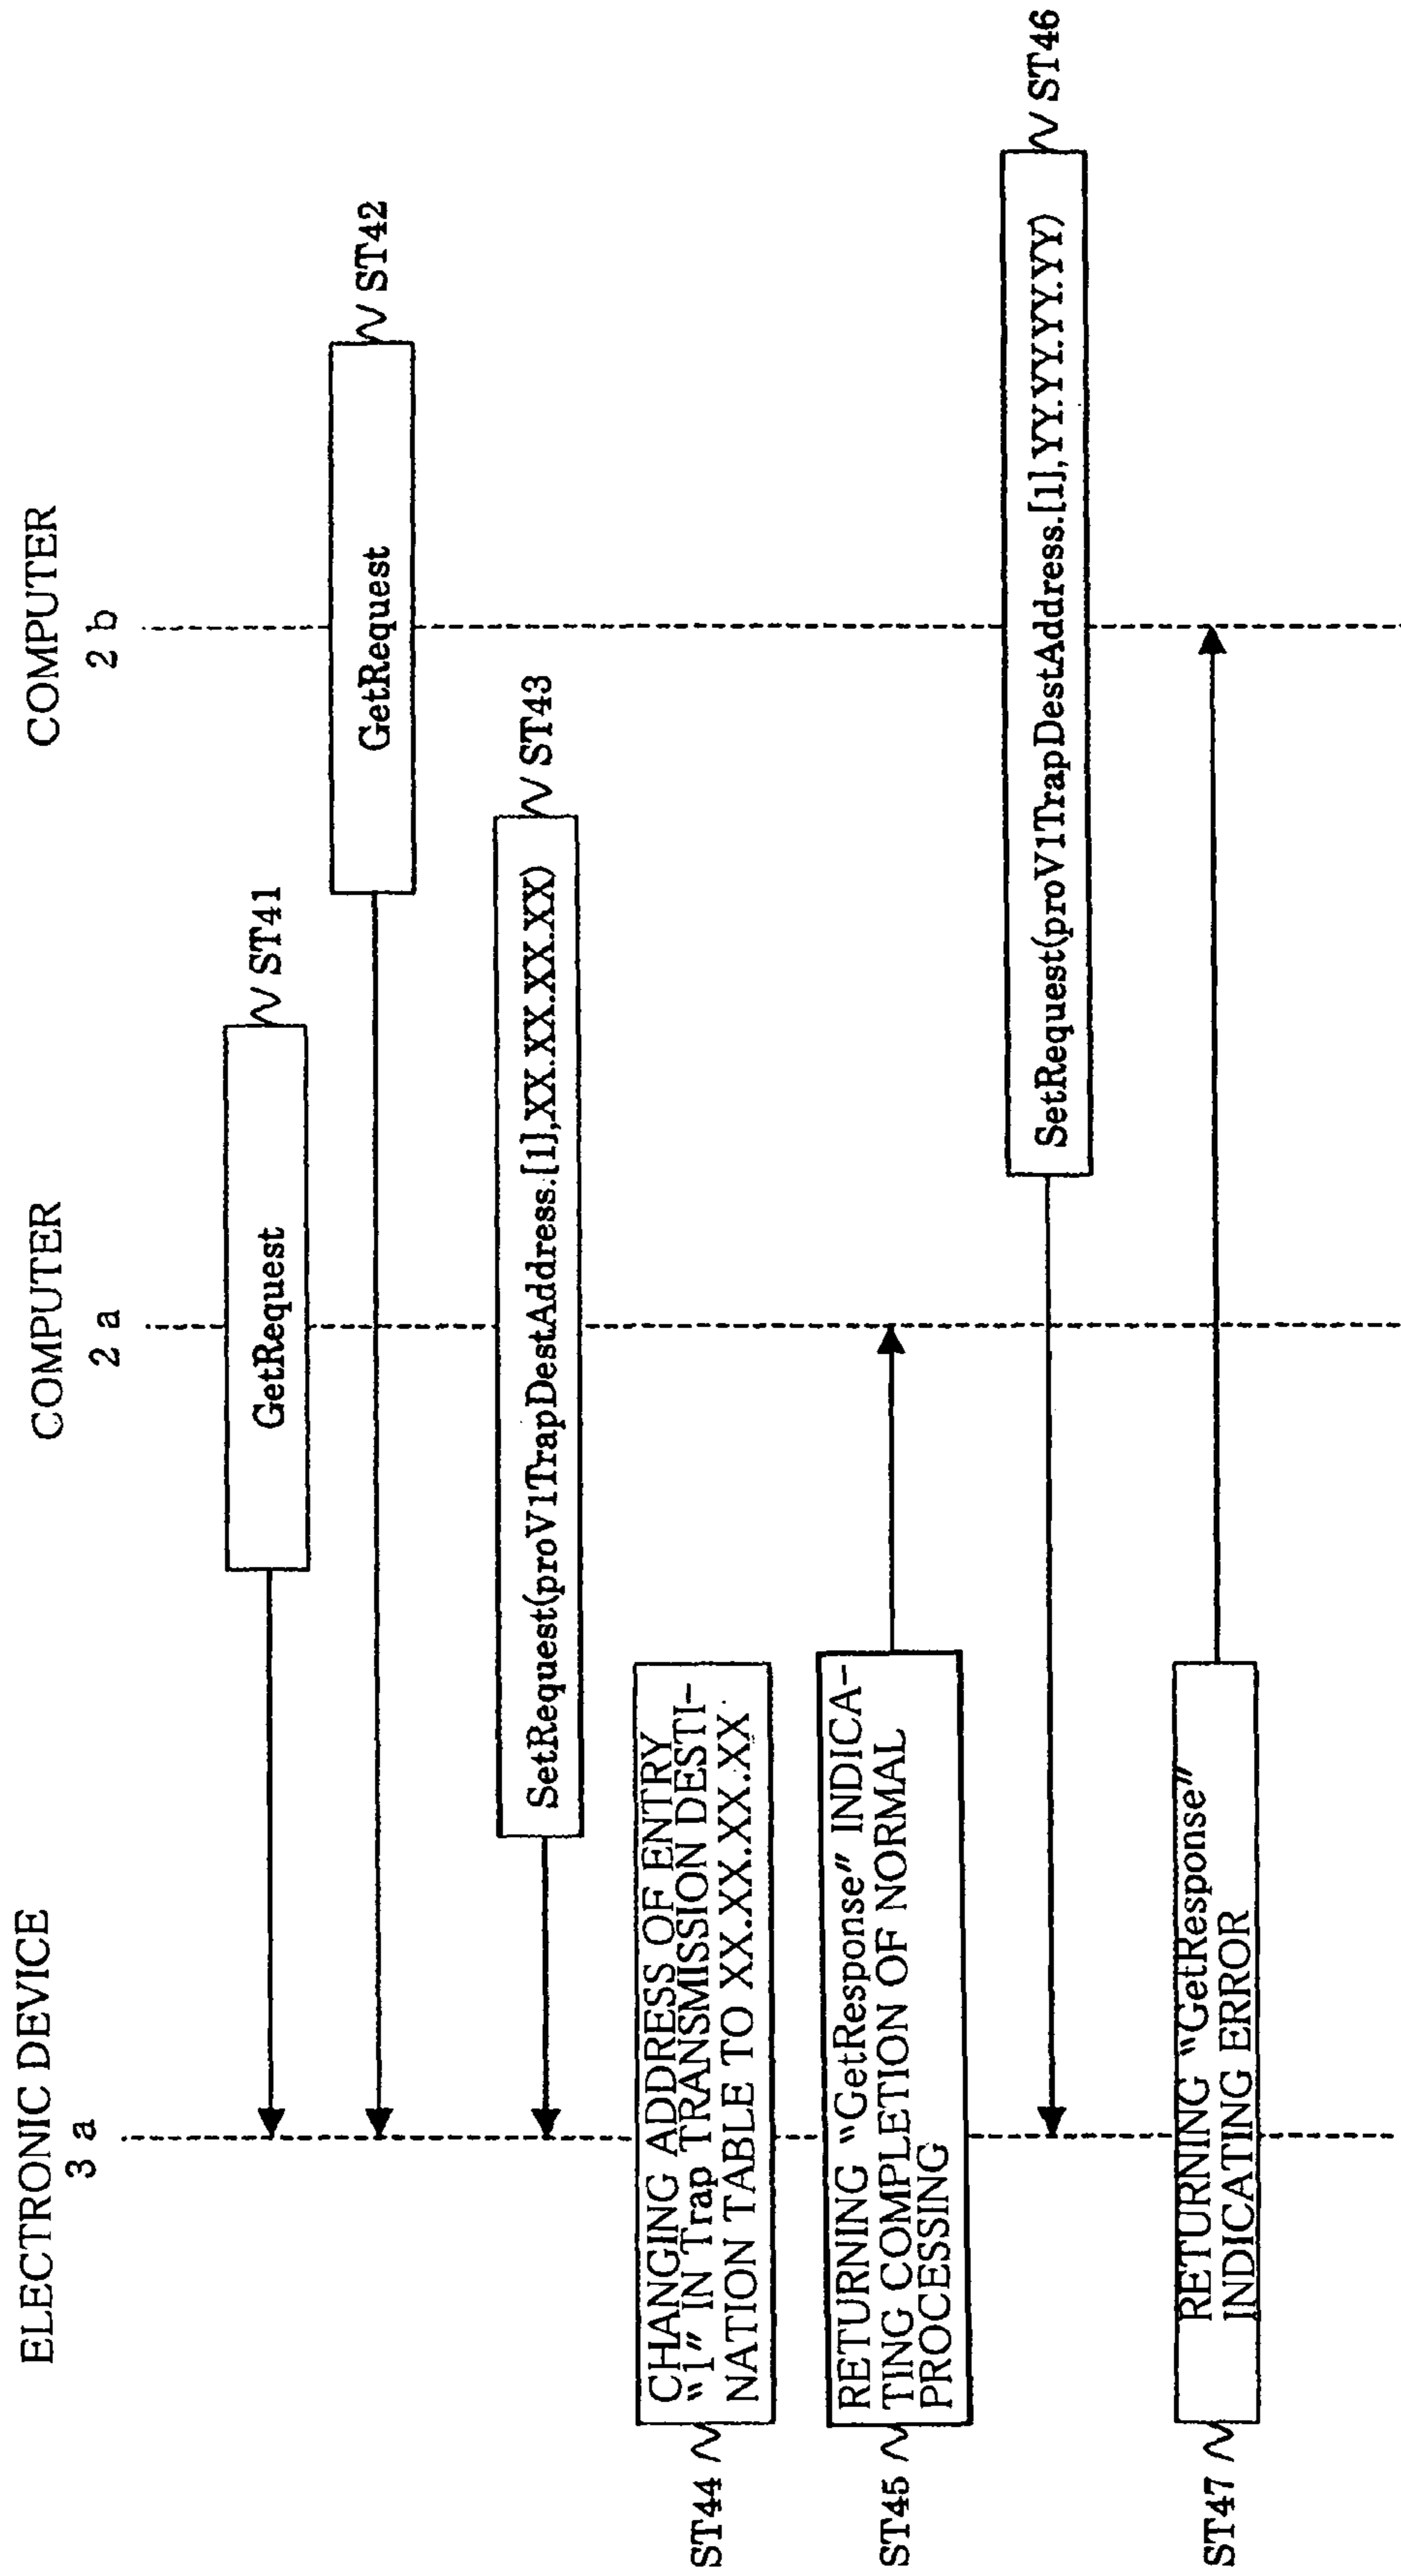 ELECTRONIC DEVICE
3 a
COMPUTER
2 a
COMPUTER
2 b
GetRequest
ST41
GetRequest
ST42
SetRequest(proV1TrapDestAddress.[1],XX.XX.XX.XX)
ST43
ST44
CHANGING ADDRESS OF ENTRY
"1" IN Trap TRANSMISSION DESTI-
NATION TABLE TO XX.XX.XX.XX
ST45
RETURNING "GetResponse" INDICA-
TING COMPLETION OF NORMAL
PROCESSING
SetRequest(proV1TrapDestAddress.[1],YY.YY.YY.YY)
ST46
ST47
RETURNING "GetResponse"
INDICATING ERROR